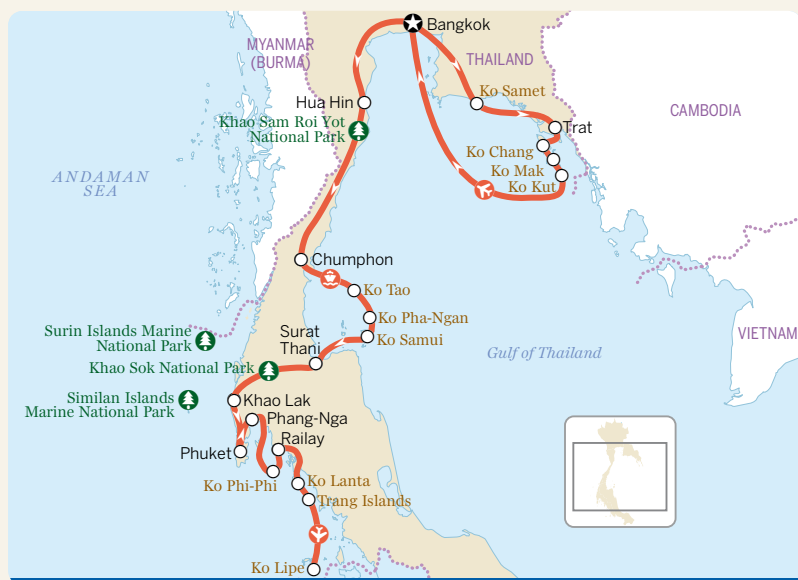 Bangkok
MYANMAR
(BURMA)
THAILAND
Ko Samet
Hua Hin
CAMBODIA
Khao Sam Roi Yot
National Park
Trat
Ko Chang
Ko Mak
ANDAMAN
SEA
Ko Kut
Chumphon
Ko Tao
Ko Pha-Ngan
Surin Islands Marine
National Park
Surat
Thani
Ko Samui
VIETNAM
Gulf of Thailand
Khao Sok National Park
Similan Islands
Marine National Park
Khao Lak
Phang-Nga
Railay
Phuket
Ko Phi-Phi
Ko Lanta
Trang Islands
Ko Lipe